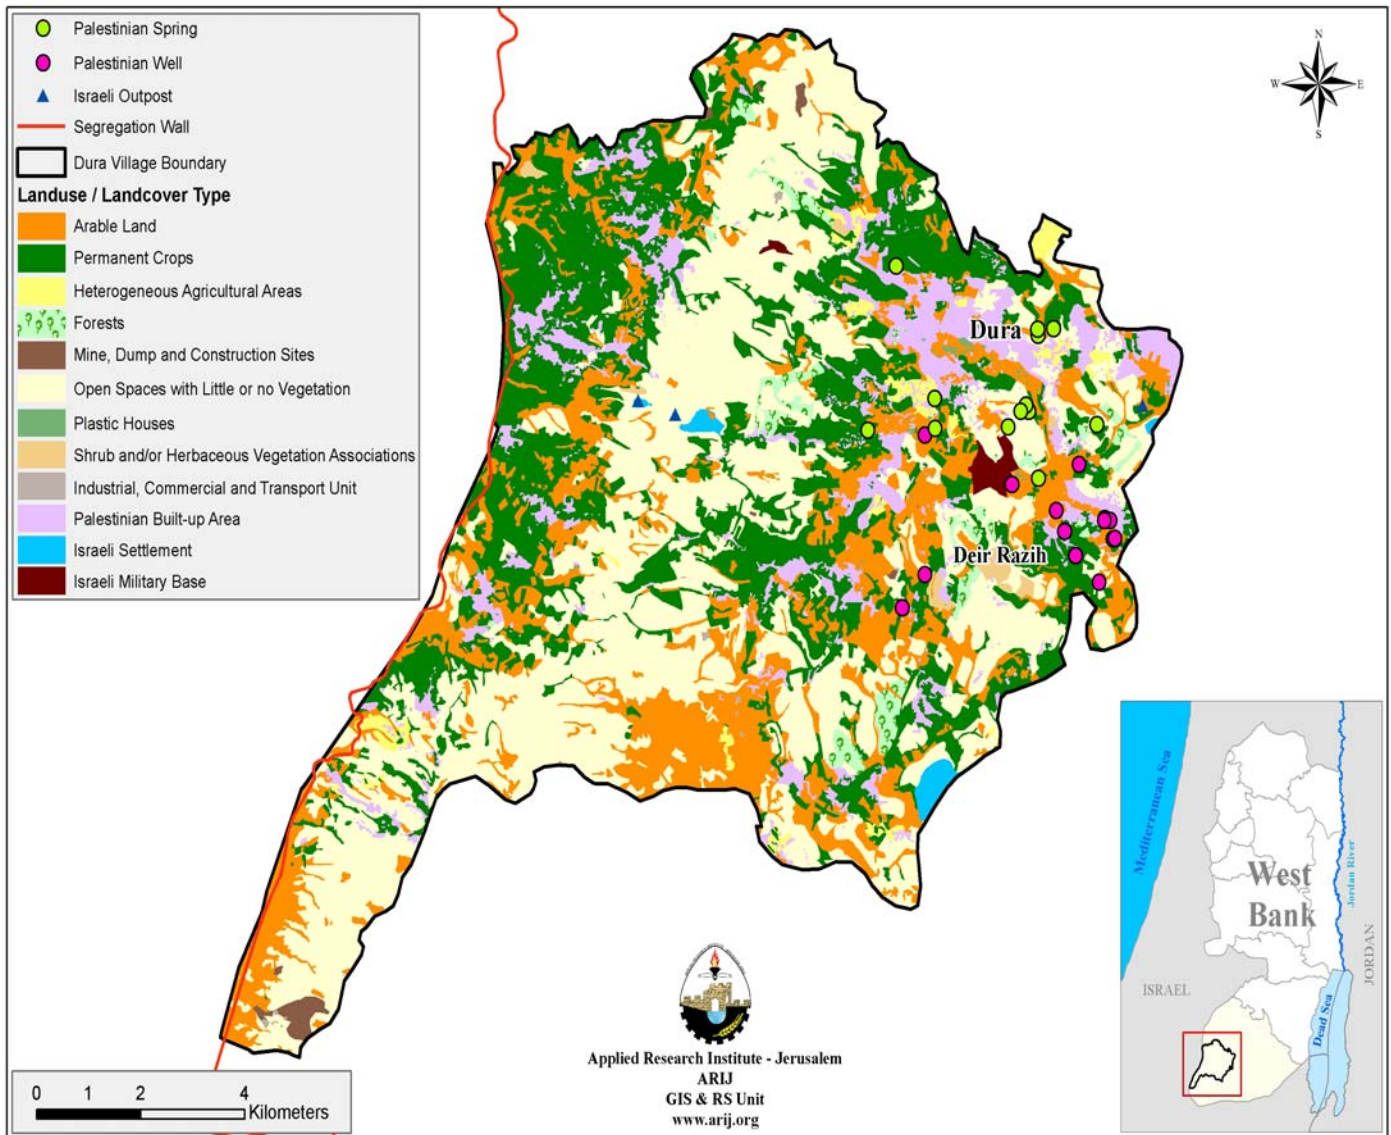 Palestinian Spring
Palestinian Well
Israeli Outpost
Segregation Wall
Dura Village Boundary
Landuse / Landcover Type
Arable Land
Permanent Crops
Heterogeneous Agricultural Areas
Forests
Mine, Dump and Construction Sites
Open Spaces with Little or no Vegetation
Plastic Houses
Shrub and/or Herbaceous Vegetation Associations
Industrial, Commercial and Transport Unit
Palestinian Built-up Area
Israeli Settlement
Israeli Military Base
N
W
E
S
Dura
Deir Razih
Mediterranean Sea
West
Bank
Jordan River
JORDAN
ISRAEL
Dead Sea
Applied Research Institute - Jerusalem
ARIJ
GIS & RS Unit
www.arij.org
0 1 2 4
Kilometers